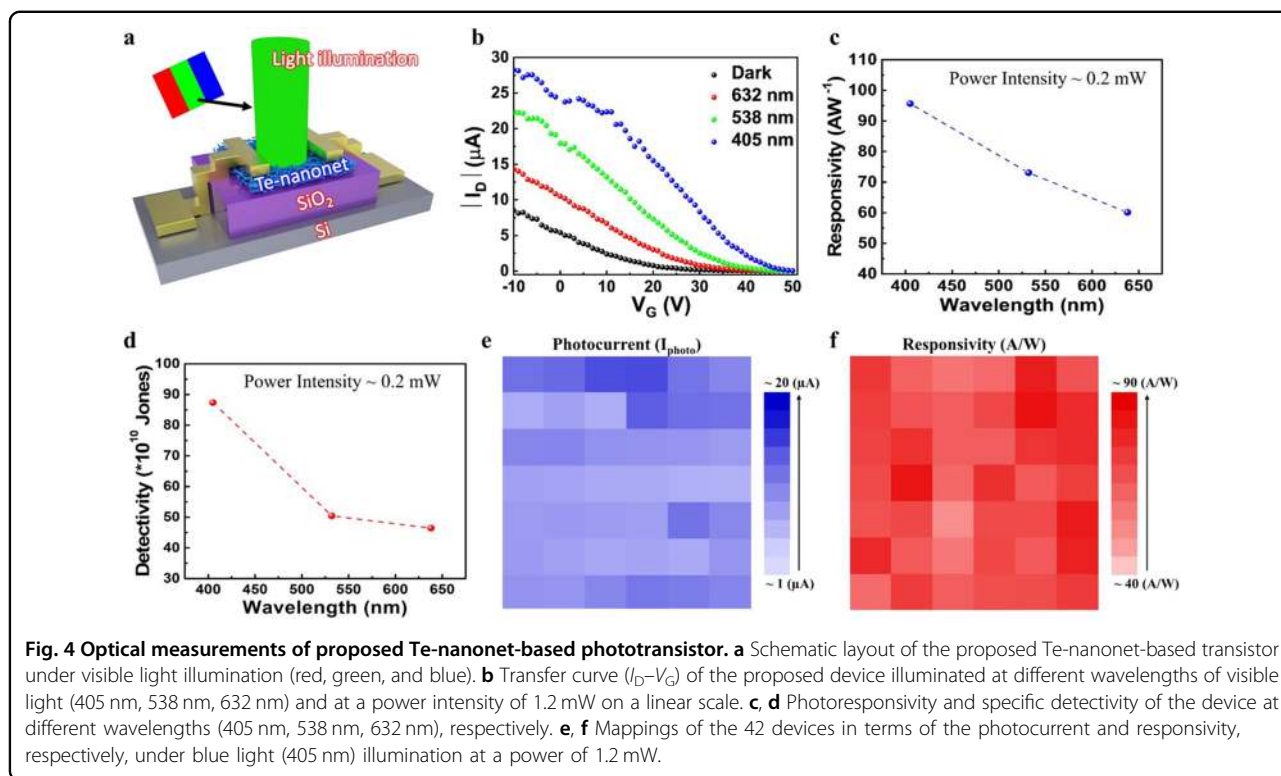 a
Light illumination
Te-nanonet
SiO2
Si
b
30
25
20
15
10
5
0
| ID | (µA)
Dark
632 nm
538 nm
405 nm
-10 0 10 20 30 40 50
VG (V)
c
Power Intensity ~ 0.2 mW
110
100
90
80
70
60
50
40
Responsivity (AW-1)
400 450 500 550 600 650
Wavelength (nm)
d
Power Intensity ~ 0.2 mW
100
90
80
70
60
50
40
30
Detectivity (*10^10 Jones)
400 450 500 550 600 650
Wavelength (nm)
e
Photocurrent (Iphoto)
~ 20 (µA)
~ 1 (µA)
f
Responsivity (A/W)
~ 90 (A/W)
~ 40 (A/W)
Fig. 4 Optical measurements of proposed Te-nanonet-based phototransistor. a Schematic layout of the proposed Te-nanonet-based transistor
under visible light illumination (red, green, and blue). b Transfer curve (ID–VG) of the proposed device illuminated at different wavelengths of visible
light (405 nm, 538 nm, 632 nm) and at a power intensity of 1.2 mW on a linear scale. c, d Photoresponsivity and specific detectivity of the device at
different wavelengths (405 nm, 538 nm, 632 nm), respectively. e, f Mappings of the 42 devices in terms of the photocurrent and responsivity,
respectively, under blue light (405 nm) illumination at a power of 1.2 mW.